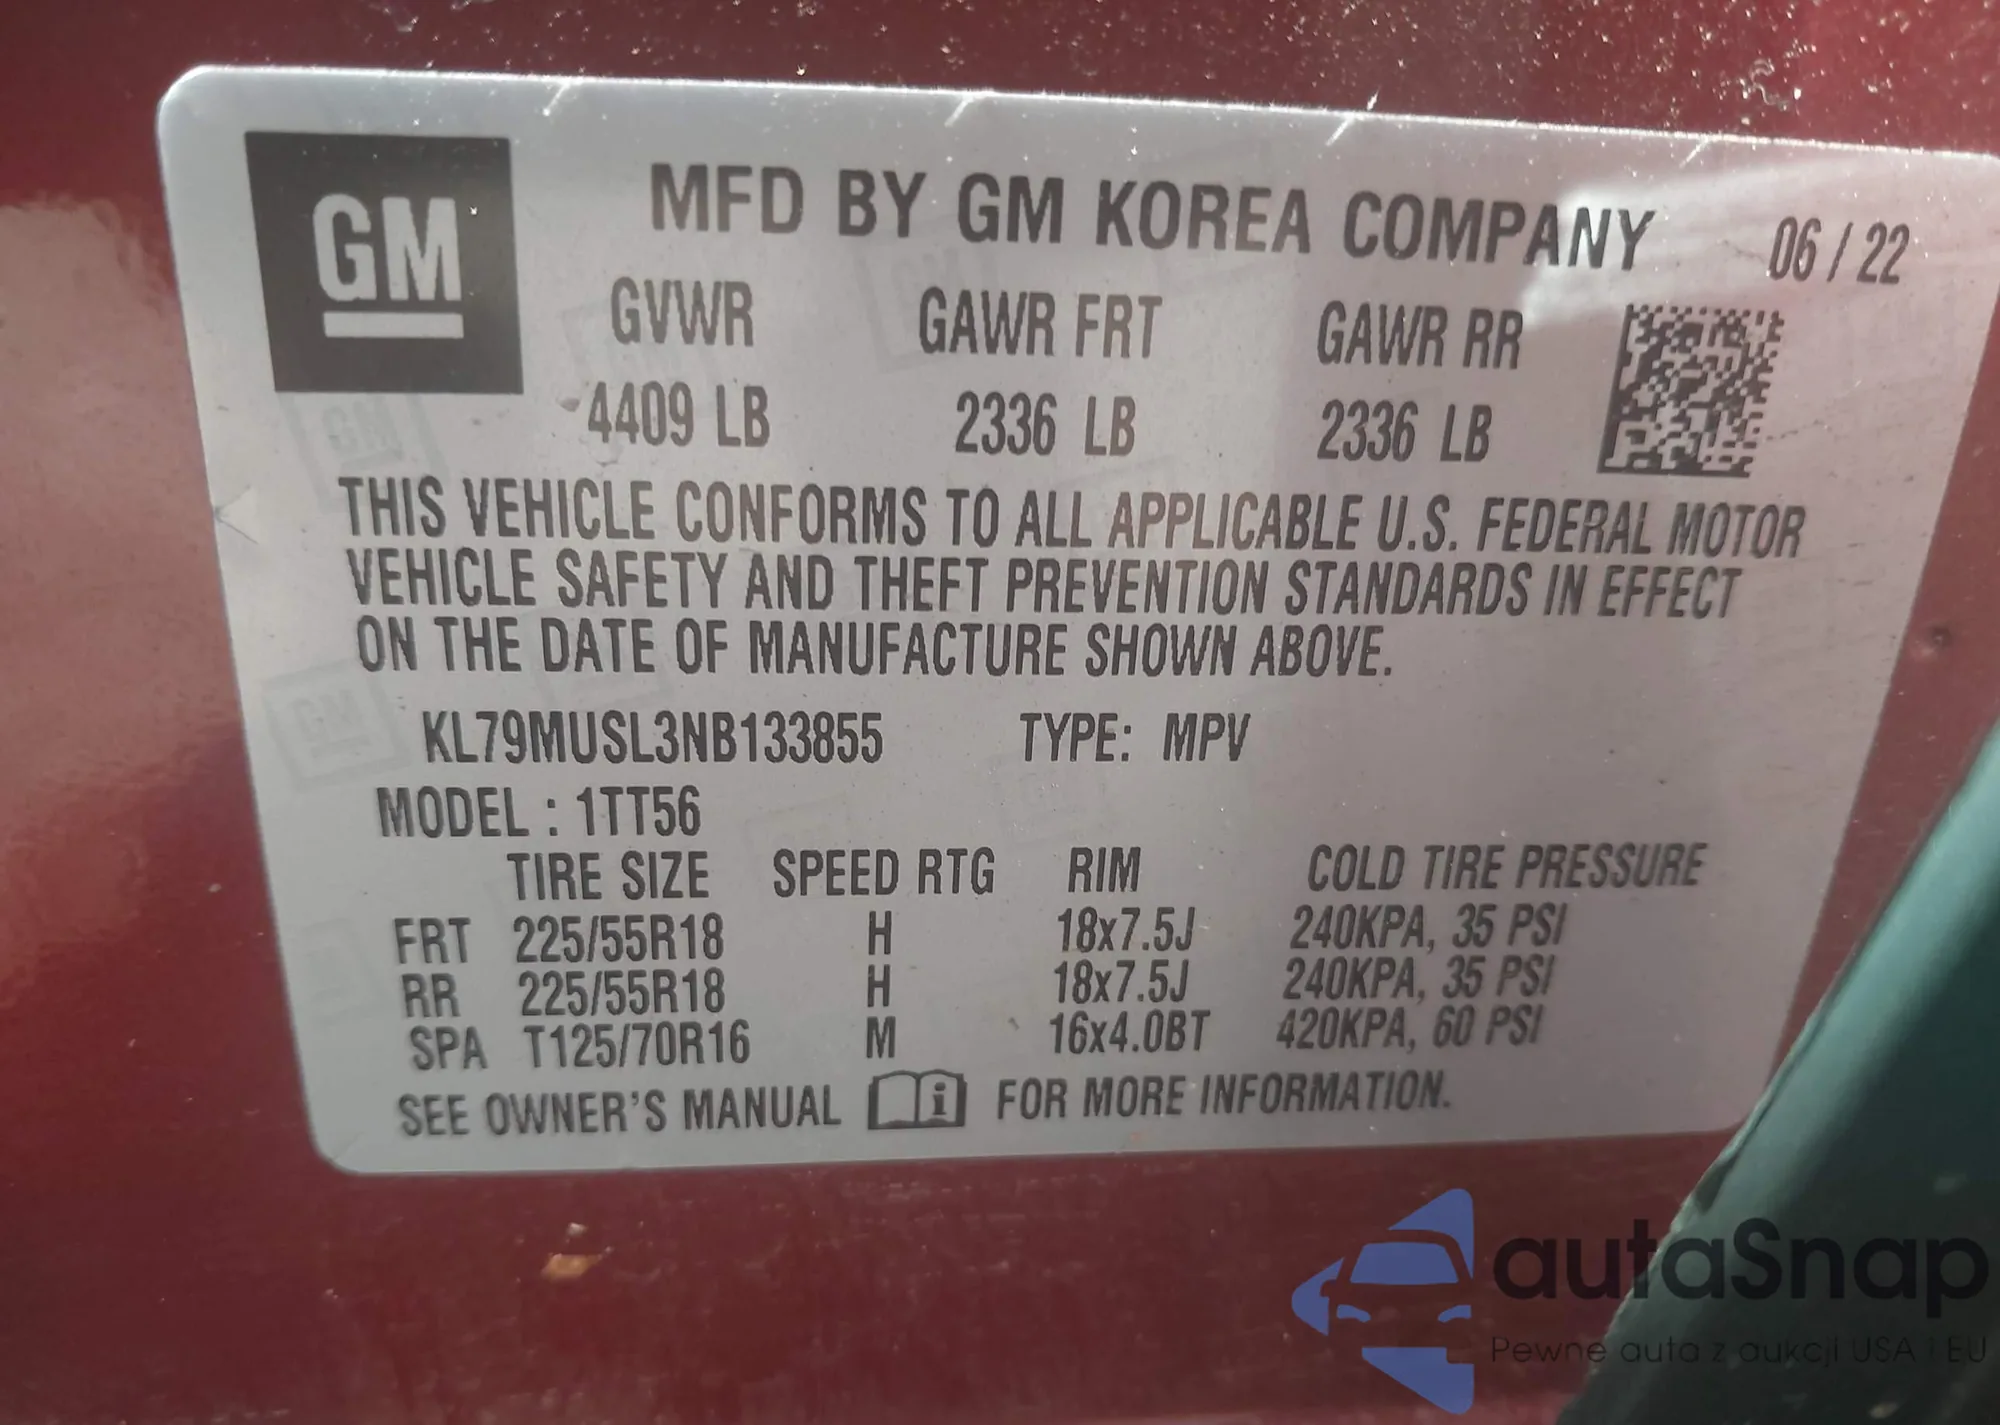 GM
MFD BY GM KOREA COMPANY 06 / 22
GVWR GAWR FRT GAWR RR
4409 LB 2336 LB 2336 LB
THIS VEHICLE CONFORMS TO ALL APPLICABLE U.S. FEDERAL MOTOR
VEHICLE SAFETY AND THEFT PREVENTION STANDARDS IN EFFECT
ON THE DATE OF MANUFACTURE SHOWN ABOVE.
KL79MUSL3NB133855 TYPE: MPV
MODEL : 1TT56
TIRE SIZE SPEED RTG RIM COLD TIRE PRESSURE
FRT 225/55R18 H 18x7.5J 240KPA, 35 PSI
RR 225/55R18 H 18x7.5J 240KPA, 35 PSI
SPA T125/70R16 M 16x4.0BT 420KPA, 60 PSI
SEE OWNER'S MANUAL i FOR MORE INFORMATION.
autaSnap
Pewne auta z aukcji USA i EU